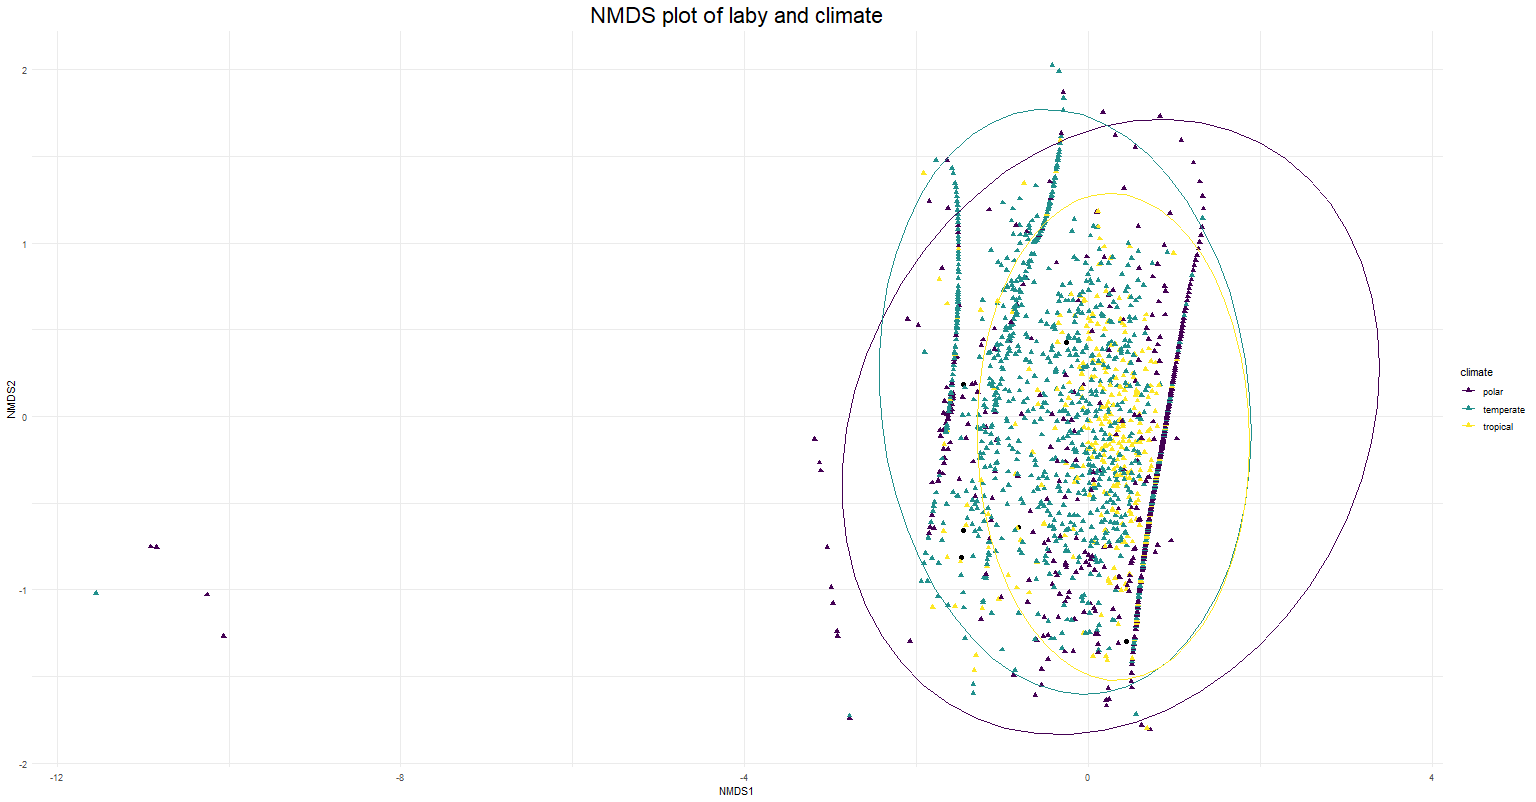 NMDS plot of laby and climate
2
1
0
-1
-2
NMDS2
-12
-8
-4
0
4
NMDS1
climate
polar
temperate
tropical